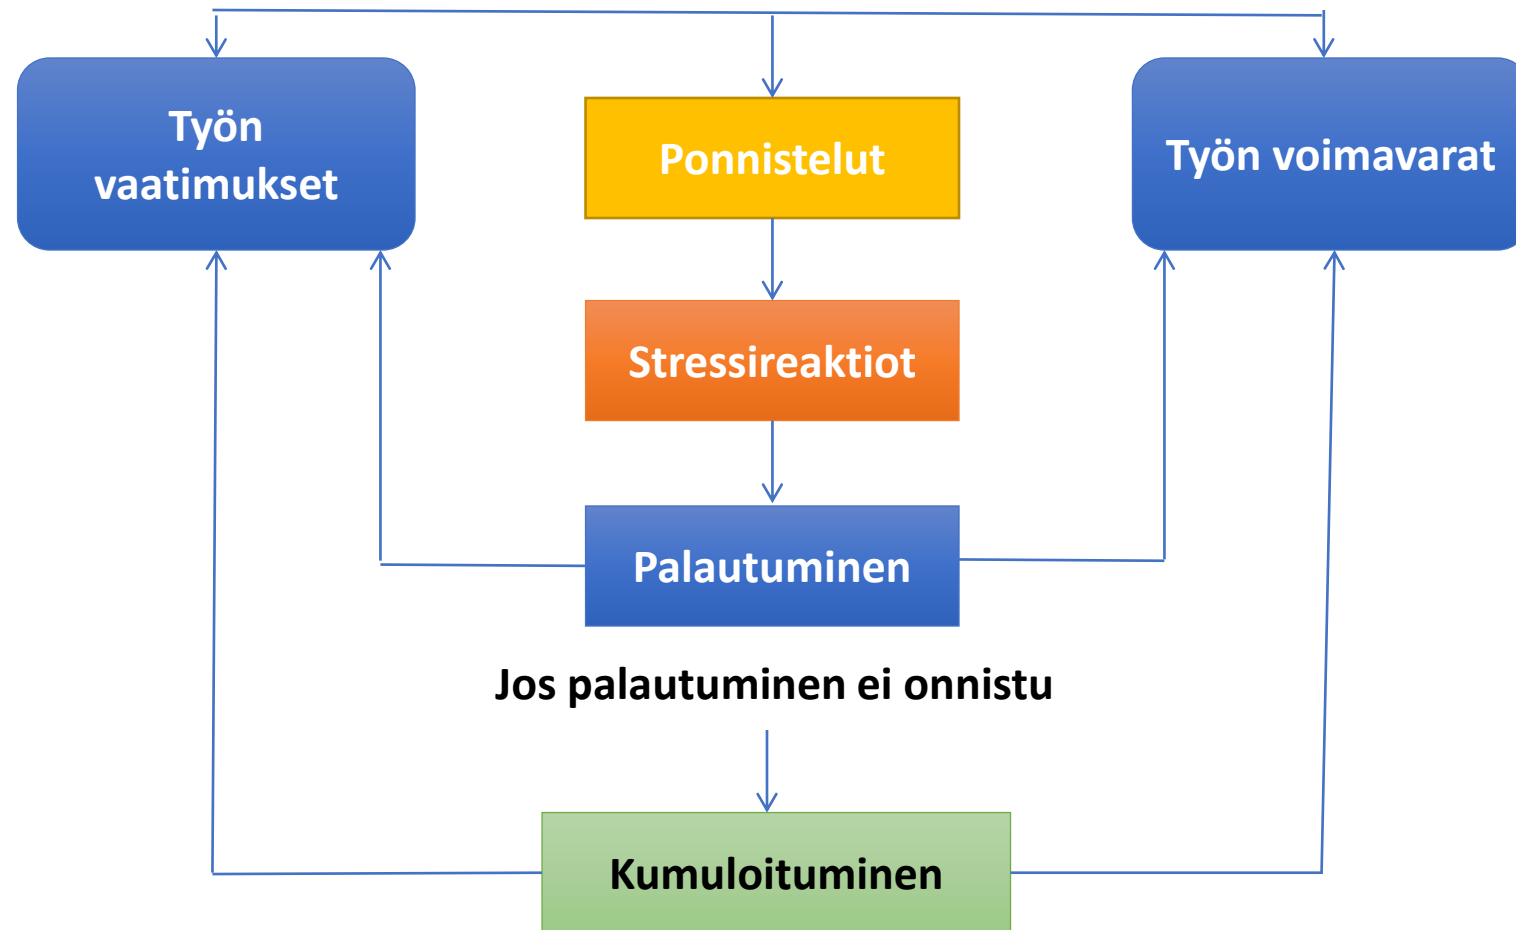 Työn
vaatimukset
Ponnistelut
Työn voimavarat
Stressireaktiot
Palautuminen
Jos palautuminen ei onnistu
Kumuloituminen